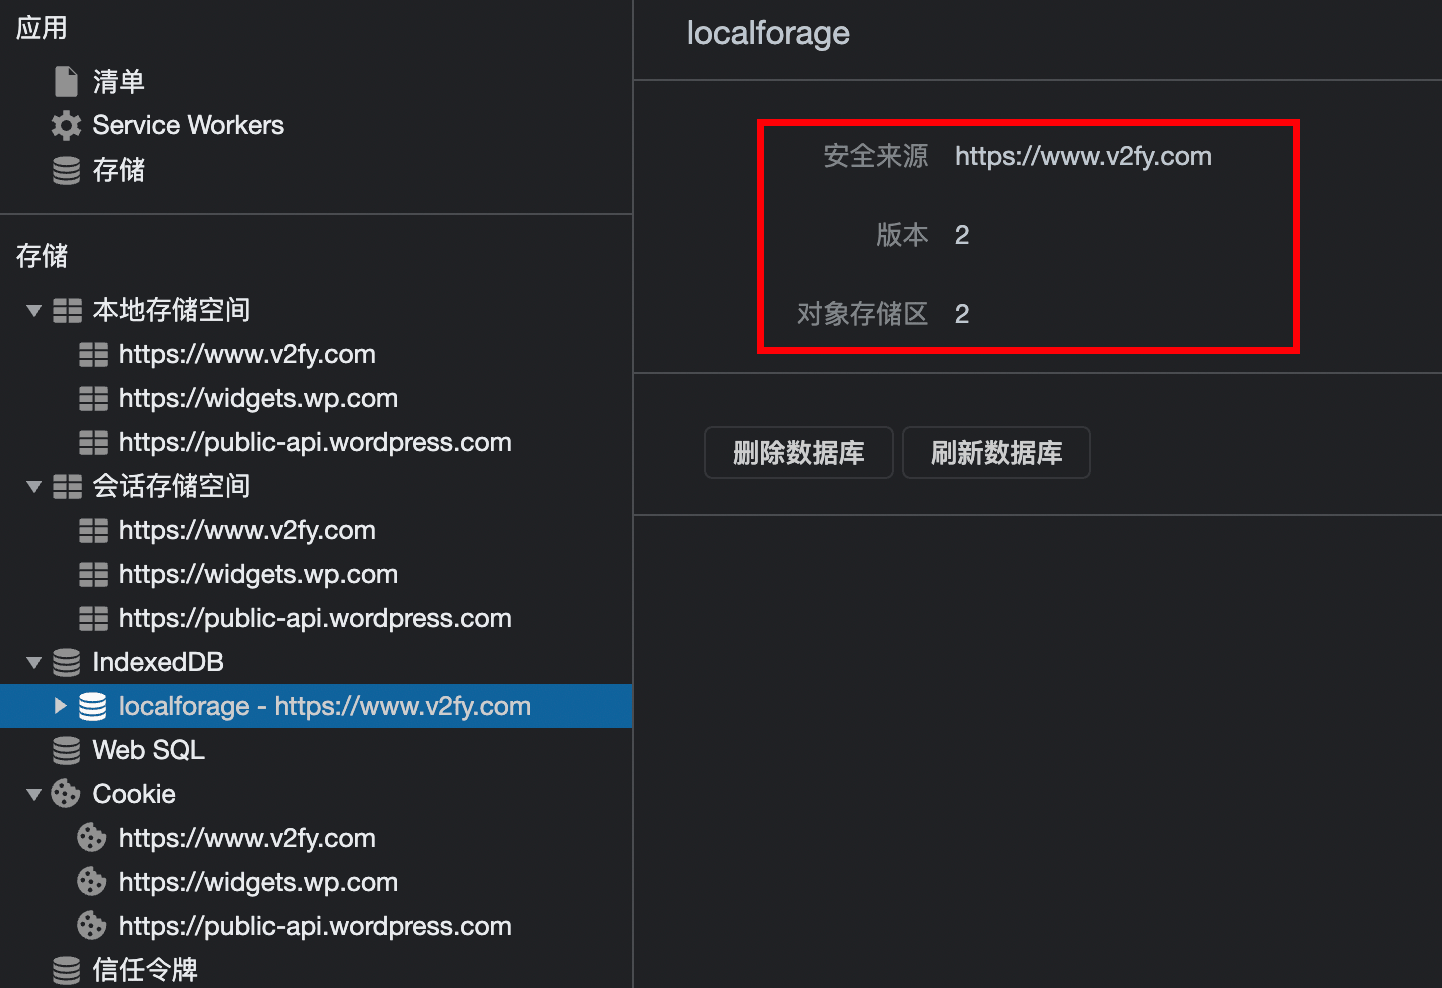 应用
清单
Service Workers
存储
存储
本地存储空间
https://www.v2fy.com
https://widgets.wp.com
https://public-api.wordpress.com
会话存储空间
https://www.v2fy.com
https://widgets.wp.com
https://public-api.wordpress.com
IndexedDB
localforage - https://www.v2fy.com
Web SQL
Cookie
https://www.v2fy.com
https://widgets.wp.com
https://public-api.wordpress.com
信任令牌
localforage
安全来源 https://www.v2fy.com
版本 2
对象存储区 2
删除数据库 刷新数据库